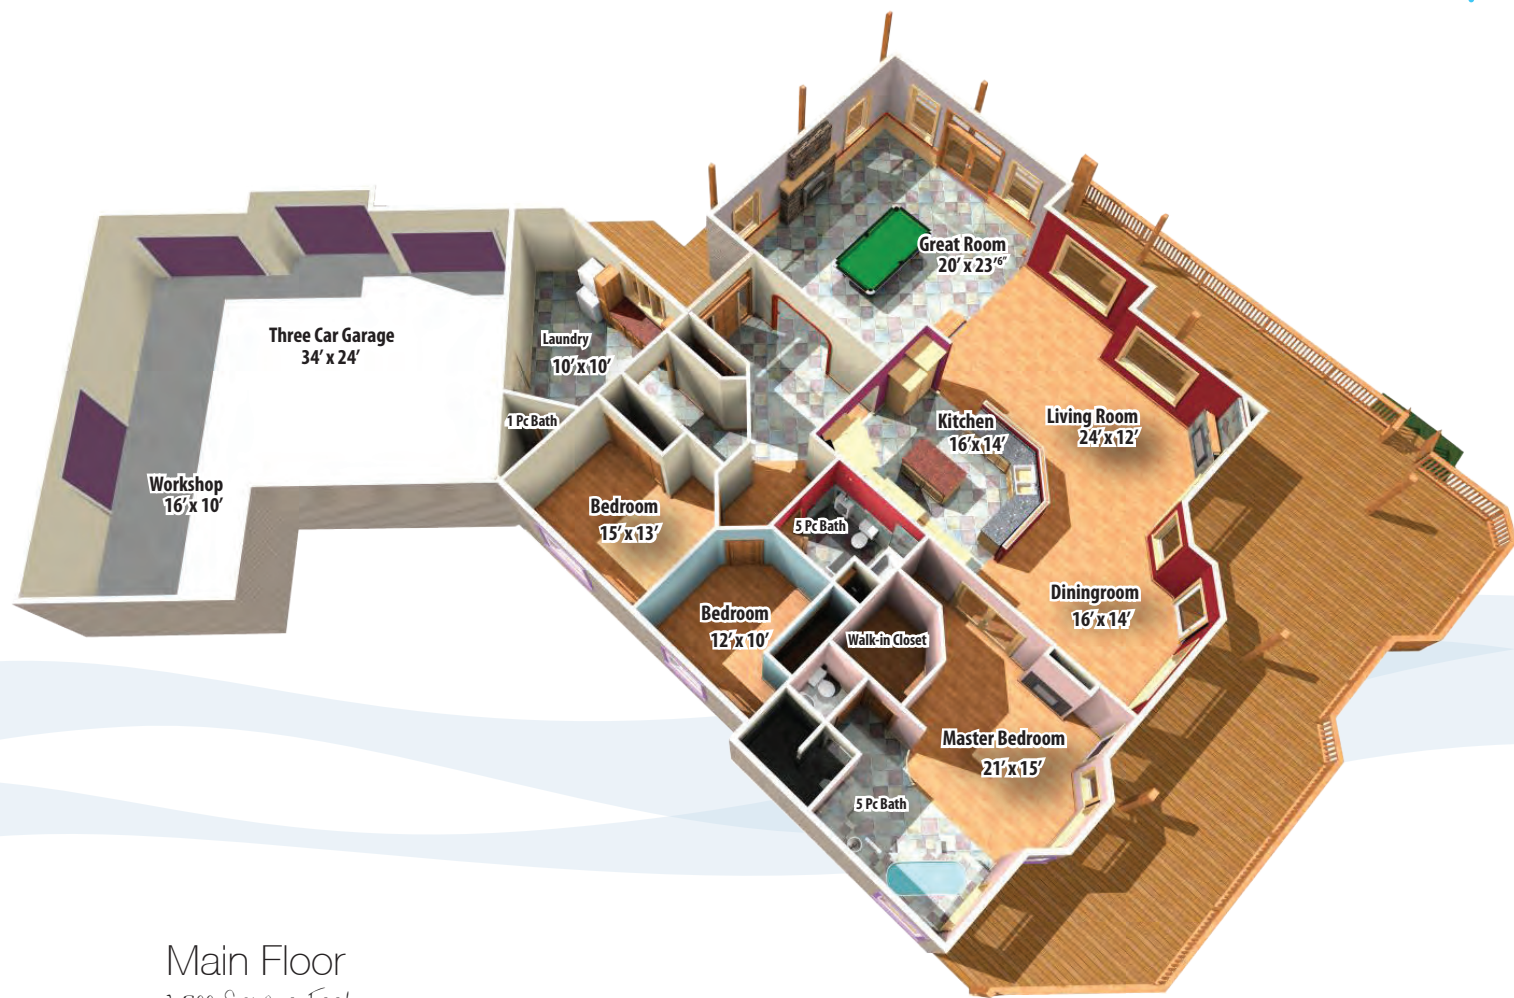 Great Room
20' x 23'6"
Three Car Garage
34' x 24'
Laundry
10' x 10'
1 Pc Bath
Kitchen
16' x 14'
Living Room
24' x 12'
Workshop
16' x 10'
Bedroom
15' x 13'
5 Pc Bath
Bedroom
12' x 10'
Walk-in Closet
Diningroom
16' x 14'
Master Bedroom
21' x 15'
5 Pc Bath
Main Floor